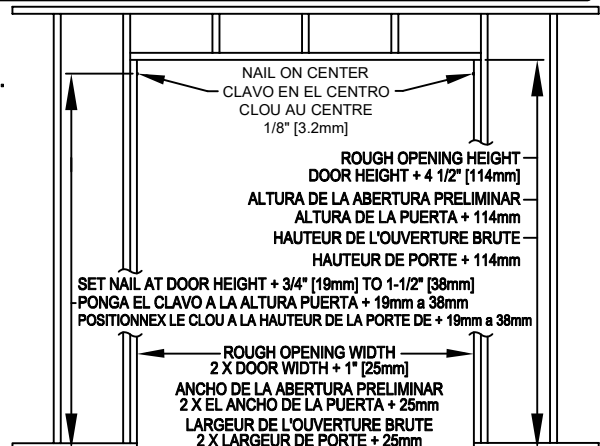 NAIL ON CENTER
CLAVO EN EL CENTRO
CLOU AU CENTRE
1/8" [3.2mm]
ROUGH OPENING HEIGHT
DOOR HEIGHT + 4 1/2" [114mm]
ALTURA DE LA ABERTURA PRELIMINAR
ALTURA DE LA PUERTA + 114mm
HAUTEUR DE L'OUVERTURE BRUTE
HAUTEUR DE PORTE + 114mm
SET NAIL AT DOOR HEIGHT + 3/4" [19mm] TO 1-1/2" [38mm]
PONGA EL CLAVO A LA ALTURA PUERTA + 19mm a 38mm
POSITIONNEX LE CLOU A LA HAUTEUR DE LA PORTE DE + 19mm a 38mm
ROUGH OPENING WIDTH
2 X DOOR WIDTH + 1" [25mm]
ANCHO DE LA ABERTURA PRELIMINAR
2 X EL ANCHO DE LA PUERTA + 25mm
LARGEUR DE L'OUVERTURE BRUTE
2 X LARGEUR DE PORTE + 25mm